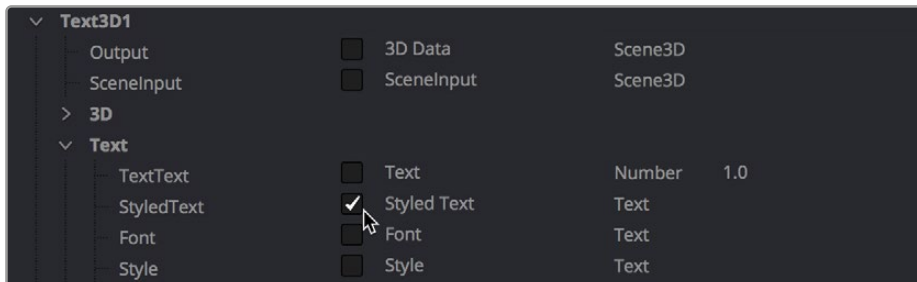 Text3D1
Output 3D Data Scene3D
SceneInput SceneInput Scene3D
3D
Text
TextText Text Number 1.0
StyledText Styled Text Text
Font Font Text
Style Style Text